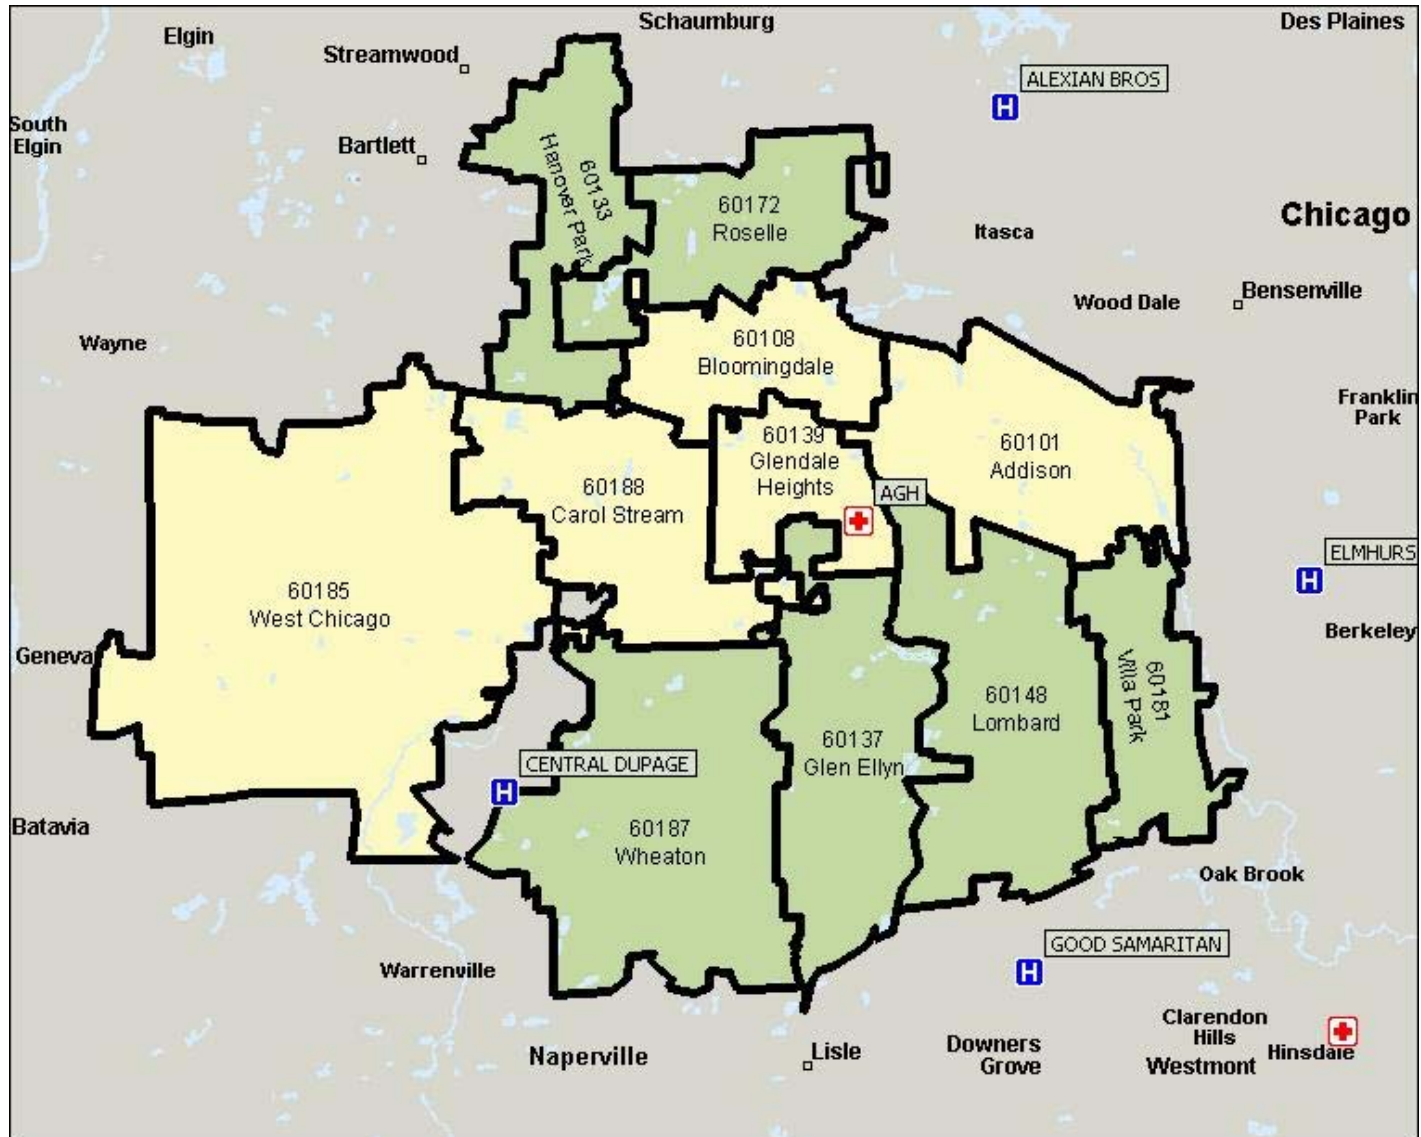 Schaumburg
Des Plaines
Elgin
Streamwood
ALEXIAN BROS
H
South
Elgin
Bartlett
60133
Hanover Park
60172
Roselle
Chicago
Itasca
Wood Dale
Bensenville
Wayne
60108
Bloomingdale
Franklin
Park
60139
Glendale
Heights
60101
Addison
60188
Carol Stream
AGH
ELMHURS
H
60185
West Chicago
Berkeley
Geneva
60181
Villa Park
60148
Lombard
60137
Glen Ellyn
CENTRAL DUPAGE
H
Batavia
60187
Wheaton
Oak Brook
GOOD SAMARITAN
H
Warrenville
Clarendon
Hills
Naperville
Lisle
Downers
Grove
Westmont
Hinsdale